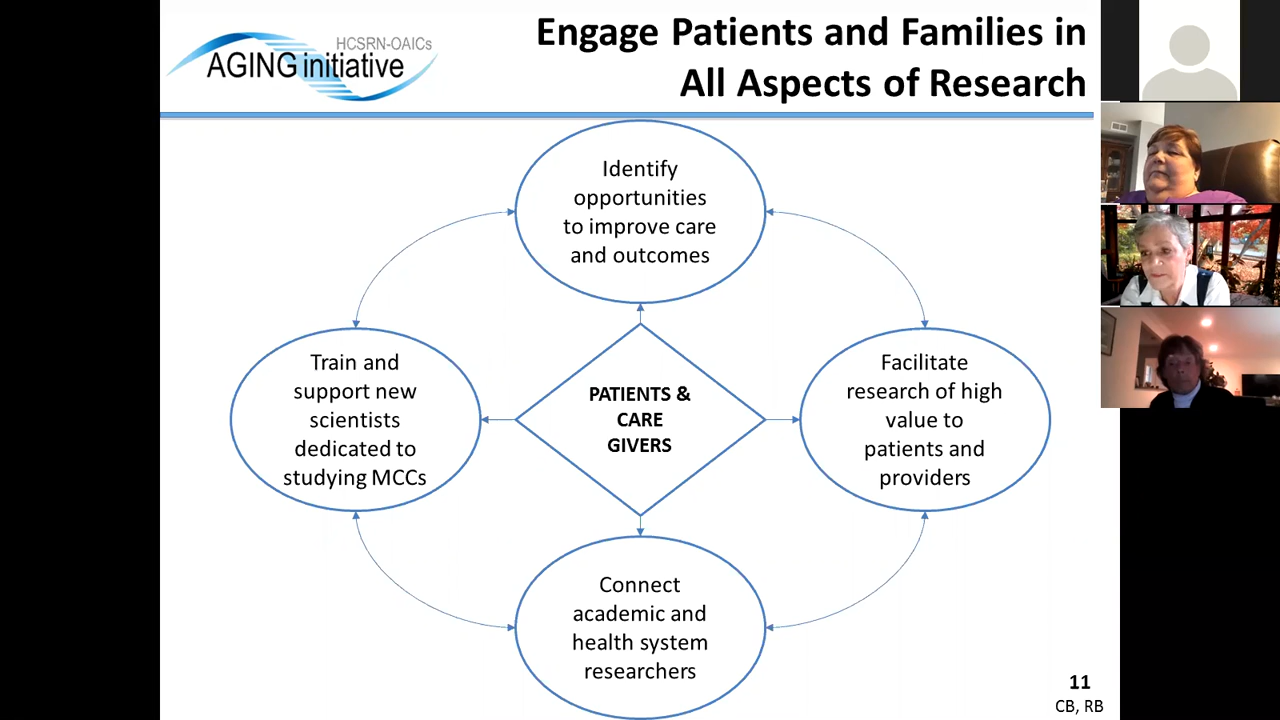 HCSRN-OAICs
AGING initiative
Engage Patients and Families in
All Aspects of Research
Identify
opportunities
to improve care
and outcomes
Train and
support new
scientists
dedicated to
studying MCCs
PATIENTS &
CARE
GIVERS
Facilitate
research of high
value to
patients and
providers
Connect
academic and
health system
researchers
11
CB, RB